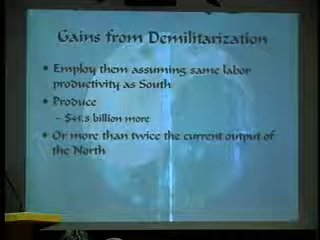 Gains from Demilitarization
• Employ them assuming same labor
productivity as South
• Produce
– $41.8 billion more
• Or more than twice the current output of
the North